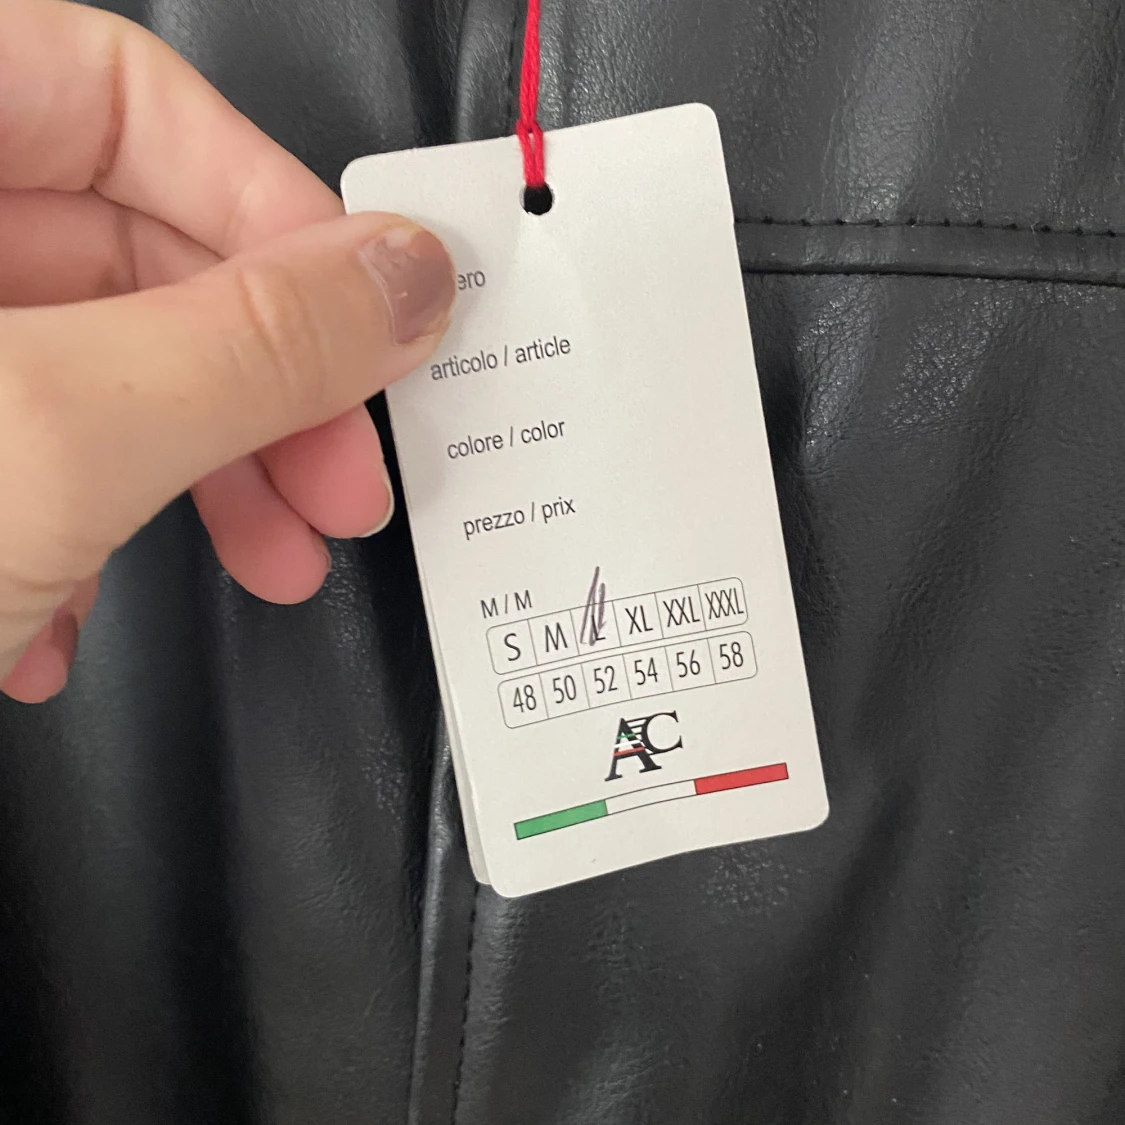 ero
articolo / article
colore / color
prezzo / prix
M / M
S M L XL XXL XXXL
48 50 52 54 56 58
AC